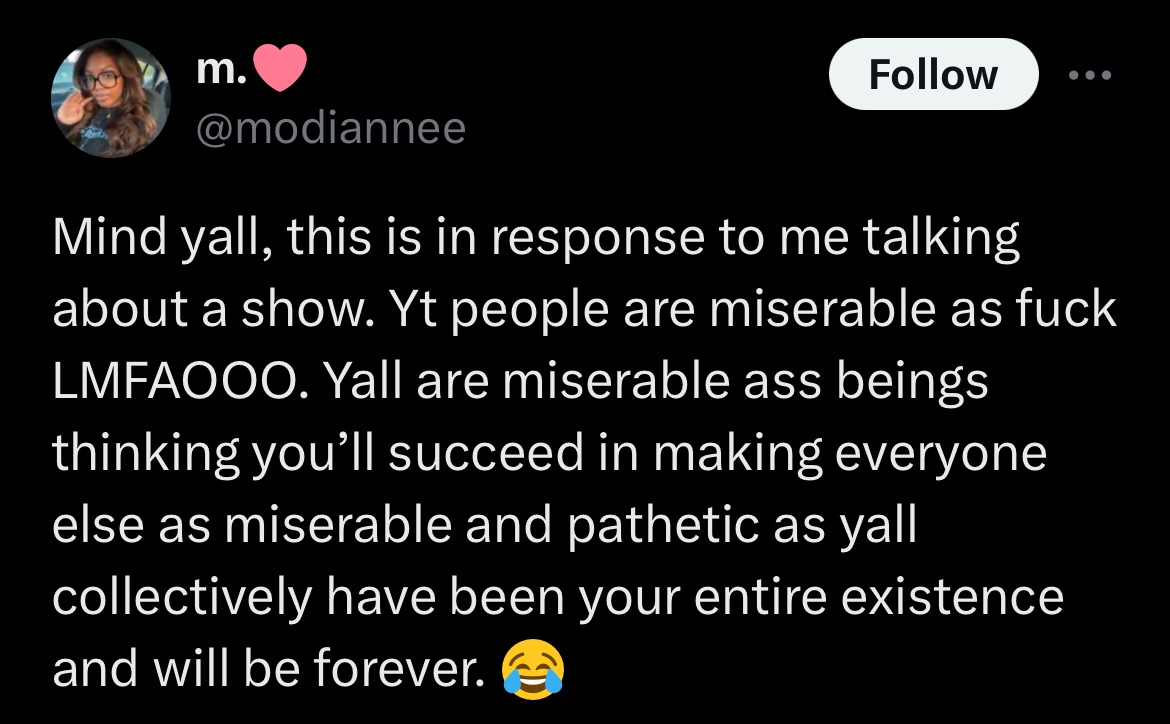 m.🩷
Follow
@modiannee
Mind yall, this is in response to me talking
about a show. Yt people are miserable as fuck
LMFAOOO. Yall are miserable ass beings
thinking you’ll succeed in making everyone
else as miserable and pathetic as yall
collectively have been your entire existence
and will be forever. 😂